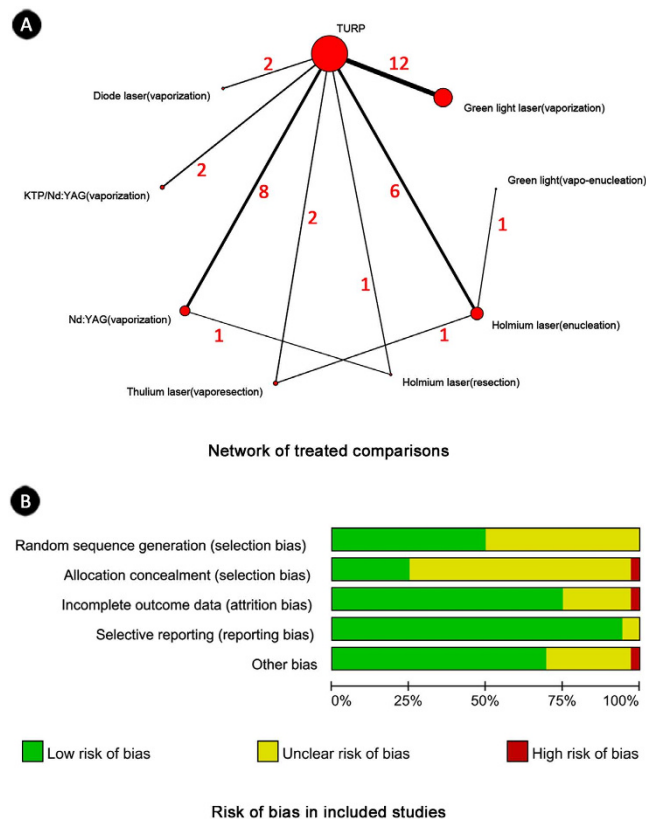 A
TURP
2
12
Diode laser(vaporization)
Green light laser(vaporization)
2
KTP/Nd:YAG(vaporization)
8
6
Green light(vapo-enucleation)
2
1
1
Nd:YAG(vaporization)
Holmium laser(enucleation)
1
1
Thulium laser(vaporesection)
Holmium laser(resection)
Network of treated comparisons
B
Random sequence generation (selection bias)
Allocation concealment (selection bias)
Incomplete outcome data (attrition bias)
Selective reporting (reporting bias)
Other bias
0% 25% 50% 75% 100%
Low risk of bias Unclear risk of bias High risk of bias
Risk of bias in included studies